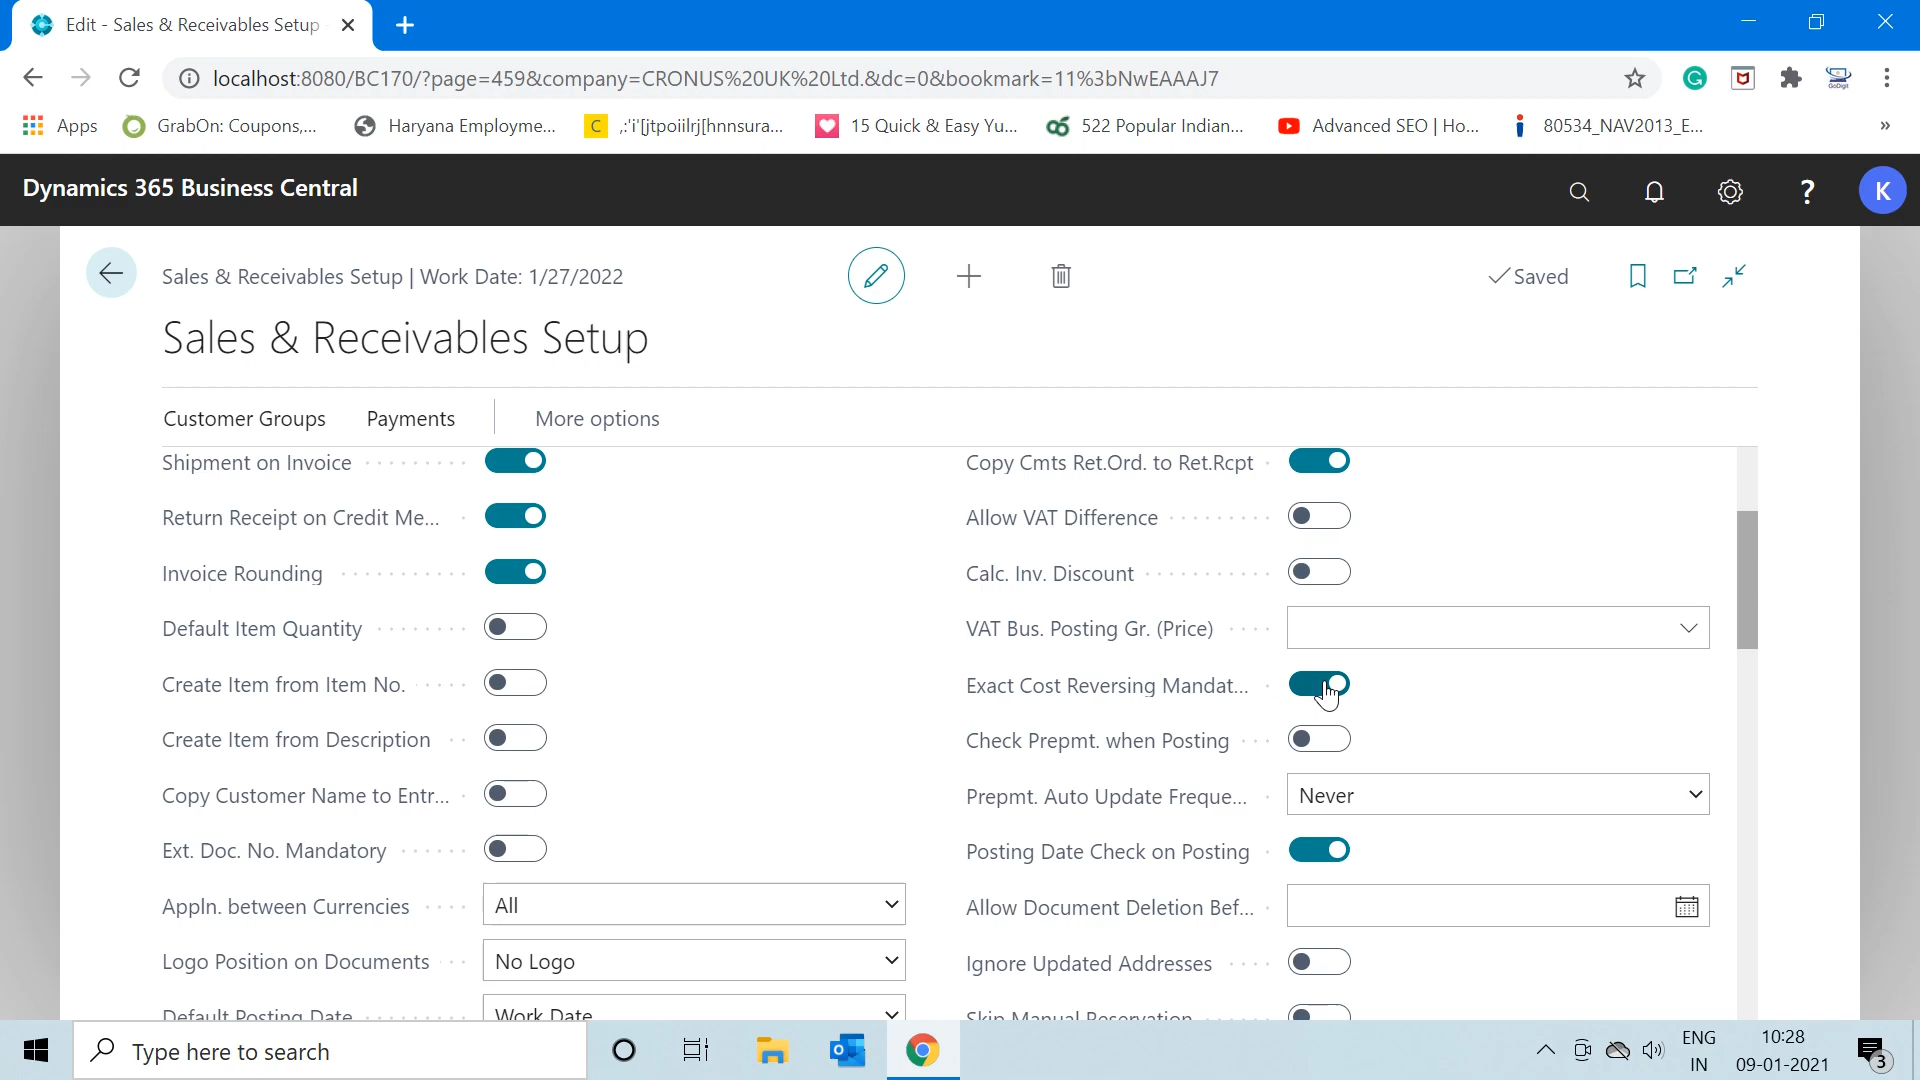 Edit - Sales & Receivables Setup
localhost:8080/BC170/?page=459&company=CRONUS%20UK%20Ltd.&dc=0&bookmark=11%3bNwEAAAJ7
Apps
GrabOn: Coupons,...
Haryana Employme...
C
,:'i'[jtpoiilrj[hnnsura...
15 Quick & Easy Yu...
522 Popular Indian...
Advanced SEO | Ho...
80534_NAV2013_E...
»
Dynamics 365 Business Central
?
K
Sales & Receivables Setup | Work Date: 1/27/2022
Saved
Sales & Receivables Setup
Customer Groups
Payments
More options
Shipment on Invoice
Copy Cmts Ret.Ord. to Ret.Rcpt
Return Receipt on Credit Me...
Allow VAT Difference
Invoice Rounding
Calc. Inv. Discount
Default Item Quantity
VAT Bus. Posting Gr. (Price)
Create Item from Item No.
Exact Cost Reversing Mandat...
Create Item from Description
Check Prepmt. when Posting
Copy Customer Name to Entr...
Prepmt. Auto Update Freque...
Never
Ext. Doc. No. Mandatory
Posting Date Check on Posting
Appln. between Currencies
All
Allow Document Deletion Bef...
Logo Position on Documents
No Logo
Ignore Updated Addresses
Default Posting Date
Work Date
Skip Manual Reservation
Type here to search
ENG
IN
10:28
09-01-2021
3